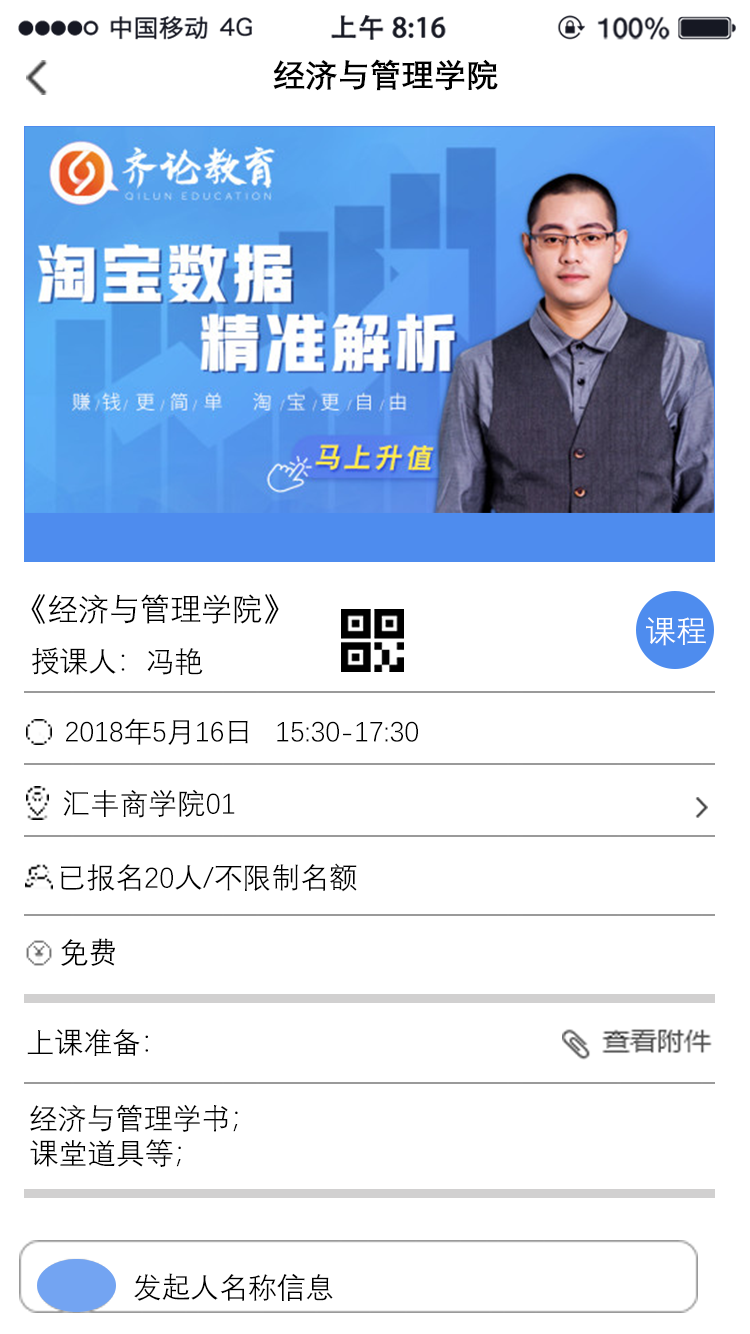 中国移动 4G 上午 8:16 100%
经济与管理学院
齐论教育
QILUN EDUCATION
淘宝数据
精准解析
赚/钱/更/简/单 淘/宝/更/自/由
马上升值
《经济与管理学院》
课程
授课人：冯艳
2018年5月16日 15:30-17:30
汇丰商学院01
已报名20人/不限制名额
¥ 免费
上课准备：
查看附件
经济与管理学书；
课堂道具等；
发起人名称信息